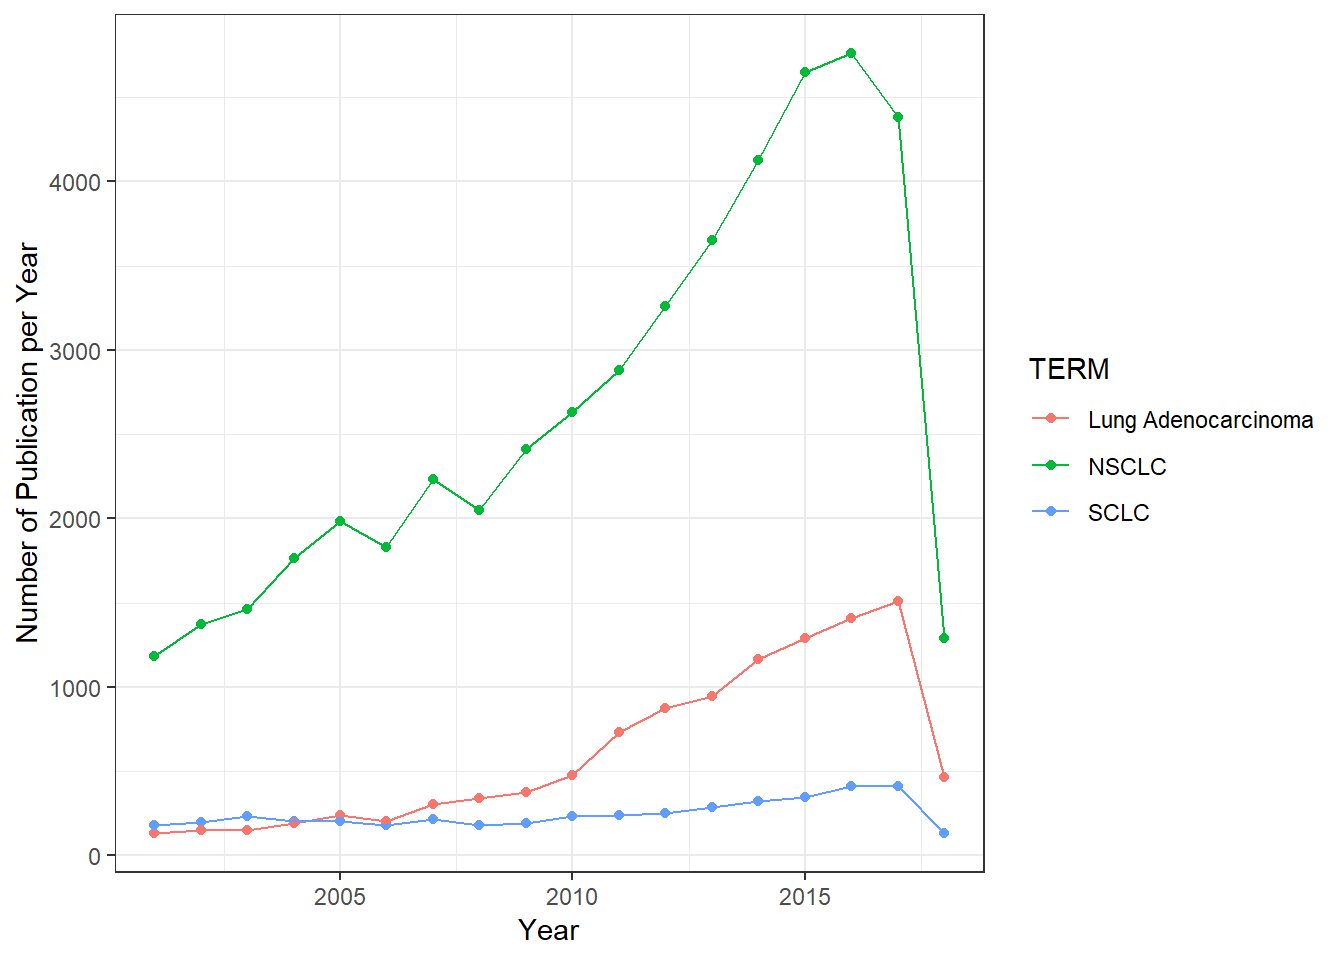 Number of Publication per Year
4000
3000
2000
1000
0
2005
2010
2015
Year
TERM
Lung Adenocarcinoma
NSCLC
SCLC